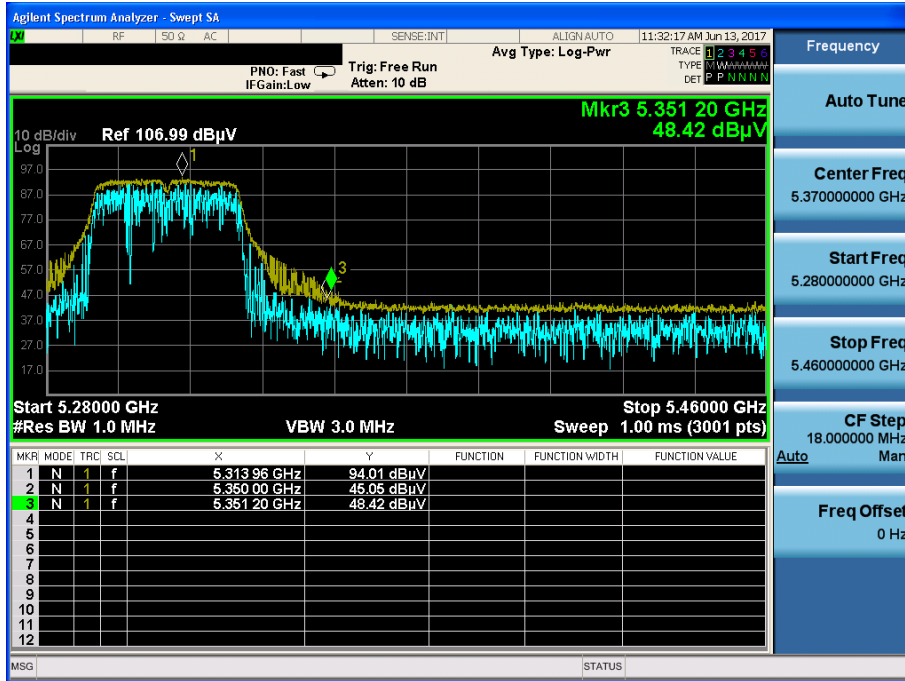 Agilent Spectrum Analyzer - Swept SA
LXI RF 50 Ω AC SENSE:INT ALIGN AUTO 11:32:17 AM Jun 13, 2017
PNO: Fast
IFGain:Low
Trig: Free Run
Atten: 10 dB
Avg Type: Log-Pwr
TRACE 1 2 3 4 5 6
TYPE M W W W W W
DET P P N N N N
Mkr3 5.351 20 GHz
48.42 dBµV
10 dB/div Ref 106.99 dBµV
Log
97.0
87.0
77.0
67.0
57.0
47.0
37.0
27.0
17.0
1
3
Start 5.28000 GHz
Stop 5.46000 GHz
#Res BW 1.0 MHz
VBW 3.0 MHz
Sweep 1.00 ms (3001 pts)
MKR MODE TRC SCL X Y FUNCTION FUNCTION WIDTH FUNCTION VALUE
1 N 1 f 5.313 96 GHz 94.01 dBµV
2 N 1 f 5.350 00 GHz 45.05 dBµV
3 N 1 f 5.351 20 GHz 48.42 dBµV
4
5
6
7
8
9
10
11
12
MSG STATUS
Frequency
Auto Tune
Center Freq
5.370000000 GHz
Start Freq
5.280000000 GHz
Stop Freq
5.460000000 GHz
CF Step
18.000000 MHz
Auto Man
Freq Offset
0 Hz